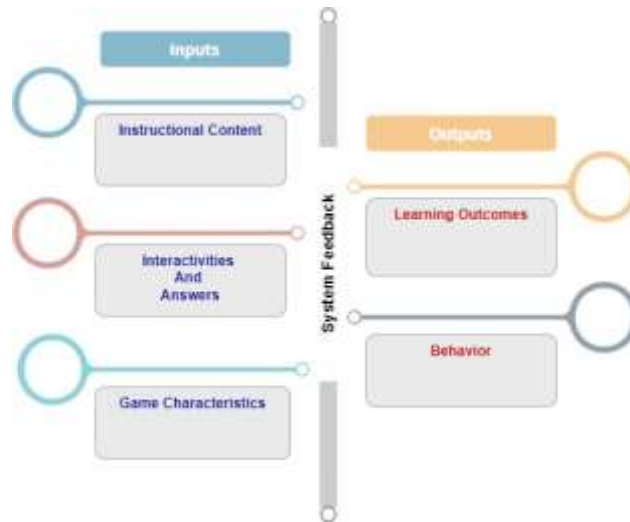 Inputs
Instructional Content
Interactivities
And
Answers
Game Characteristics
System Feedback
Outputs
Learning Outcomes
Behavior